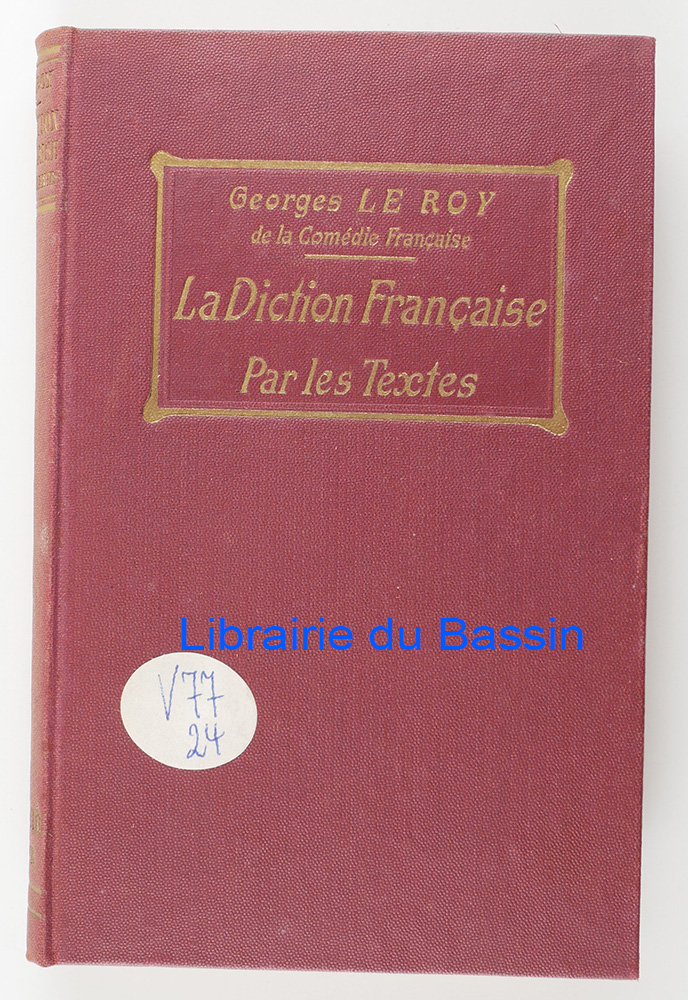 Georges LE ROY
de la Comédie Française
La Diction Française
Par les Textes
Librairie du Bassin
V77
24